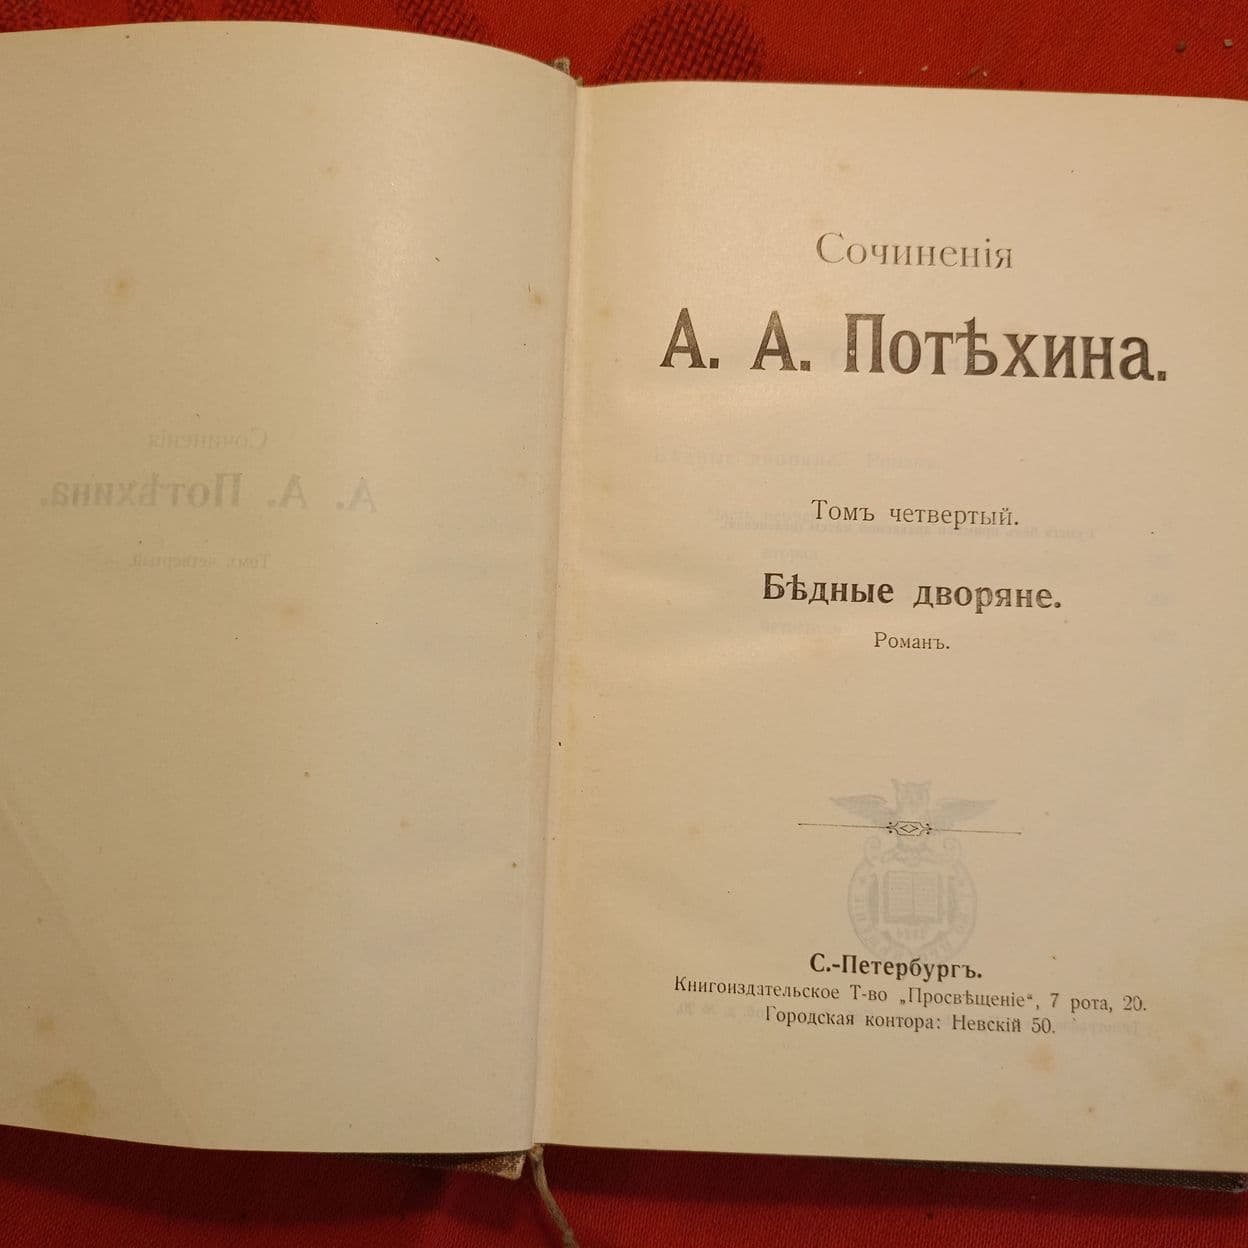 Сочиненія
А. А. Потѣхина.
Томъ четвертый.
Бѣдные дворяне.
Романъ.
С.-Петербургъ.
Книгоиздательское Т-во „Просвѣщеніе“, 7 рота, 20.
Городская контора: Невскій 50.